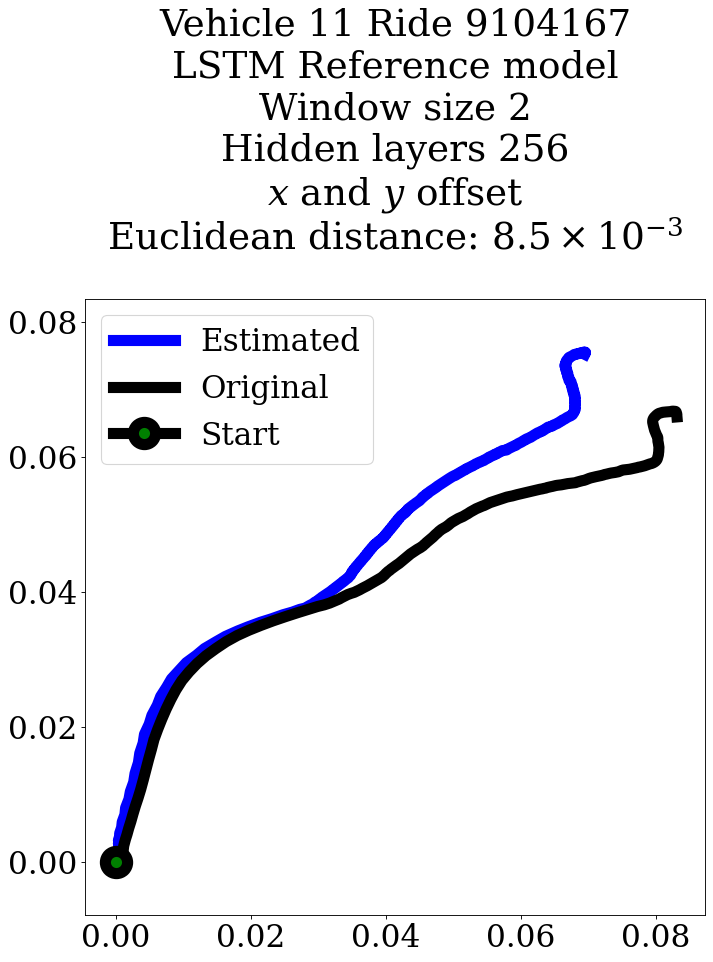 Vehicle 11 Ride 9104167
LSTM Reference model
Window size 2
Hidden layers 256
x and y offset
Euclidean distance: 8.5 × 10⁻³
Estimated
Original
Start
0.08
0.06
0.04
0.02
0.00
0.00 0.02 0.04 0.06 0.08